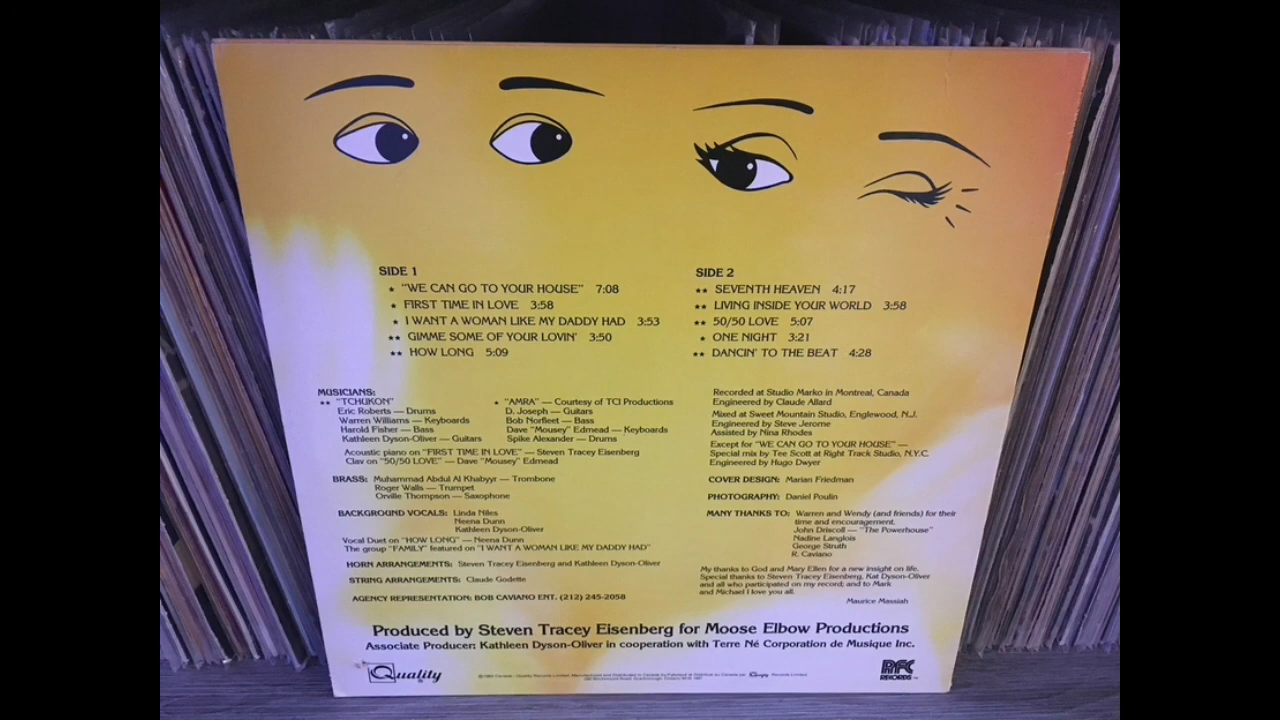 SIDE 1
★ "WE CAN GO TO YOUR HOUSE" 7:08
★ FIRST TIME IN LOVE 3:58
★ I WANT A WOMAN LIKE MY DADDY HAD 3:53
★★ GIMME SOME OF YOUR LOVIN' 3:50
★★ HOW LONG 5:09
SIDE 2
★★ SEVENTH HEAVEN 4:17
★★ LIVING INSIDE YOUR WORLD 3:58
★★ 50/50 LOVE 5:07
★ ONE NIGHT 3:21
★★ DANCIN' TO THE BEAT 4:28
MUSICIANS:
★★ "TCHUKON"
Eric Roberts — Drums
Warren Williams — Keyboards
Harold Fisher — Bass
Kathleen Dyson-Oliver — Guitars
★ "AMRA" — Courtesy of TCI Productions
D. Joseph — Guitars
Bob Norfleet — Bass
Dave "Mousey" Edmead — Keyboards
Spike Alexander — Drums
Acoustic piano on "FIRST TIME IN LOVE" — Steven Tracey Eisenberg
Clav on "50/50 LOVE" — Dave "Mousey" Edmead
BRASS: Muhammad Abdul Al Khabyyr — Trombone
Roger Walls — Trumpet
Orville Thompson — Saxophone
BACKGROUND VOCALS: Linda Niles
Neena Dunn
Kathleen Dyson-Oliver
Vocal Duet on "HOW LONG" — Neena Dunn
The group "FAMILY" featured on "I WANT A WOMAN LIKE MY DADDY HAD"
HORN ARRANGEMENTS: Steven Tracey Eisenberg and Kathleen Dyson-Oliver
STRING ARRANGEMENTS: Claude Godette
AGENCY REPRESENTATION: BOB CAVIANO ENT. (212) 245-2058
Recorded at Studio Marko in Montreal, Canada
Engineered by Claude Allard
Mixed at Sweet Mountain Studio, Englewood, N.J.
Engineered by Steve Jerome
Assisted by Nina Rhodes
Except for "WE CAN GO TO YOUR HOUSE" —
Special mix by Tee Scott at Right Track Studio, N.Y.C.
Engineered by Hugo Dwyer
COVER DESIGN: Marian Friedman
PHOTOGRAPHY: Daniel Poulin
MANY THANKS TO: Warren and Wendy (and friends) for their
time and encouragement.
John Driscoll — "The Powerhouse"
Nadine Langlois
George Struth
R. Caviano
My thanks to God and Mary Ellen for a new insight on life.
Special thanks to Steven Tracey Eisenberg, Kat Dyson-Oliver
and all who participated on my record; and to Mark
and Michael I love you all.
Maurice Massiah
Produced by Steven Tracey Eisenberg for Moose Elbow Productions
Associate Producer: Kathleen Dyson-Oliver in cooperation with Terre Né Corporation de Musique Inc.
Quality
RFC
RECORDS